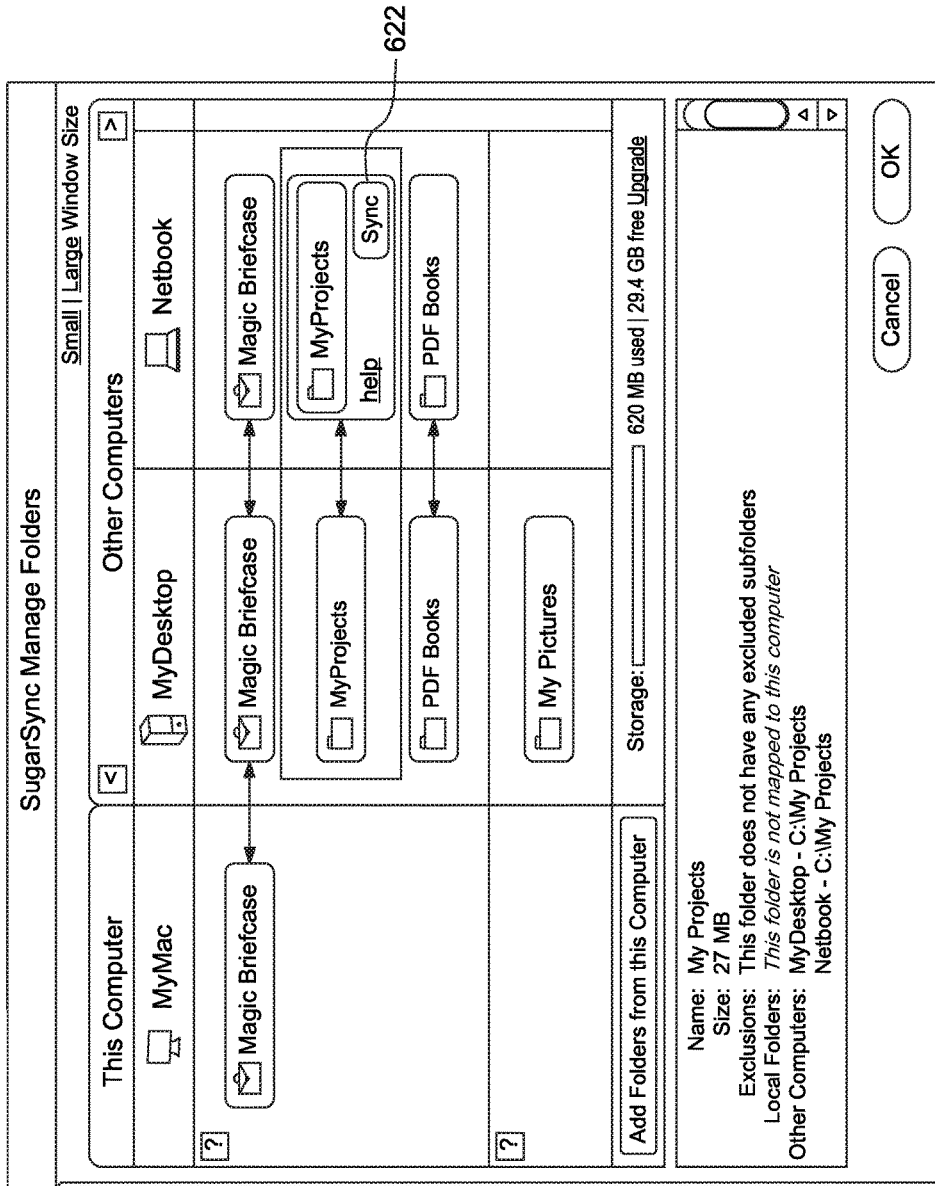 SugarSync Manage Folders
Small | Large Window Size
This Computer
<
Other Computers
>
MyMac
MyDesktop
Netbook
?
Magic Briefcase
Magic Briefcase
Magic Briefcase
MyProjects
MyProjects
help
Sync
622
PDF Books
PDF Books
?
My Pictures
Add Folders from this Computer
Storage: 620 MB used | 29.4 GB free Upgrade
Name: My Projects
Size: 27 MB
Exclusions: This folder does not have any excluded subfolders
Local Folders: This folder is not mapped to this computer
Other Computers: MyDesktop - C:\My Projects
Netbook - C:\My Projects
Cancel
OK